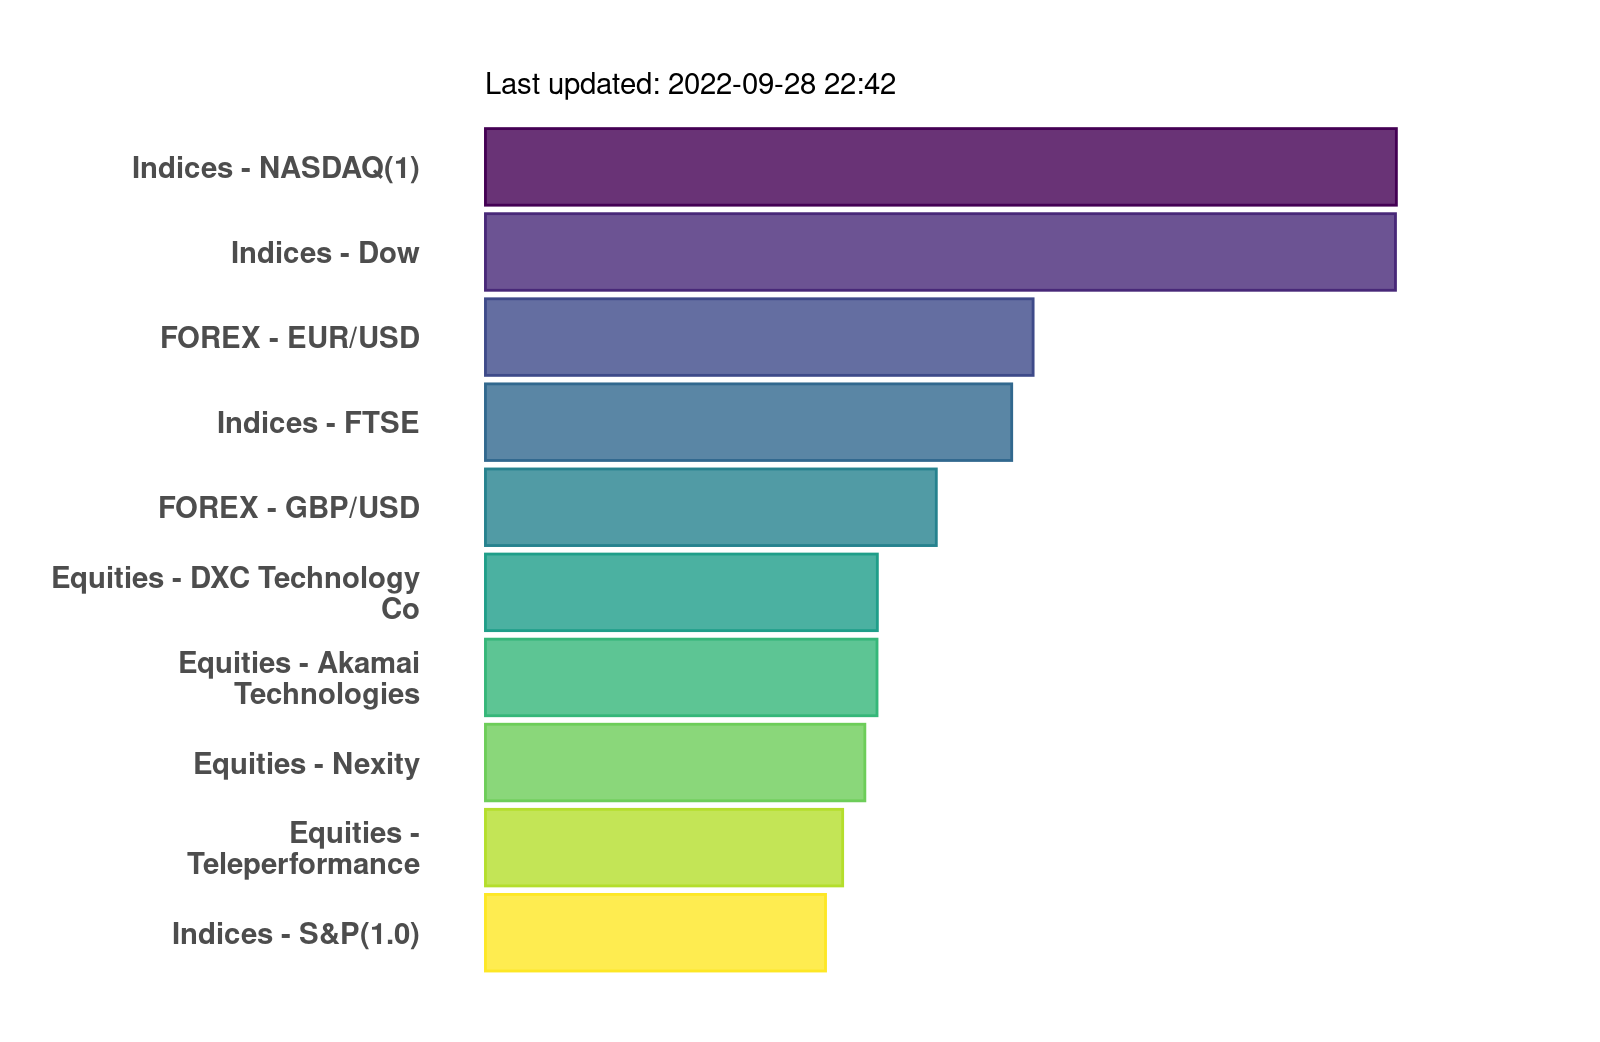 Last updated: 2022-09-28 22:42
Indices - NASDAQ(1)
Indices - Dow
FOREX - EUR/USD
Indices - FTSE
FOREX - GBP/USD
Equities - DXC Technology
Co
Equities - Akamai
Technologies
Equities - Nexity
Equities -
Teleperformance
Indices - S&P(1.0)